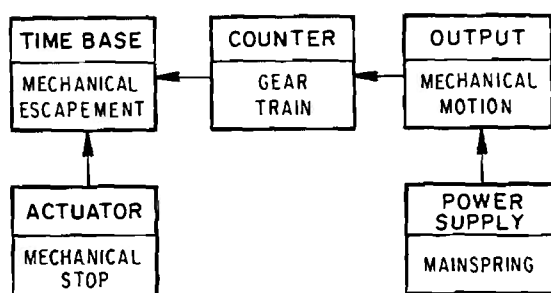 TIME BASE
MECHANICAL
ESCAPEMENT
COUNTER
GEAR
TRAIN
OUTPUT
MECHANICAL
MOTION
ACTUATOR
MECHANICAL
STOP
POWER
SUPPLY
MAINSPRING